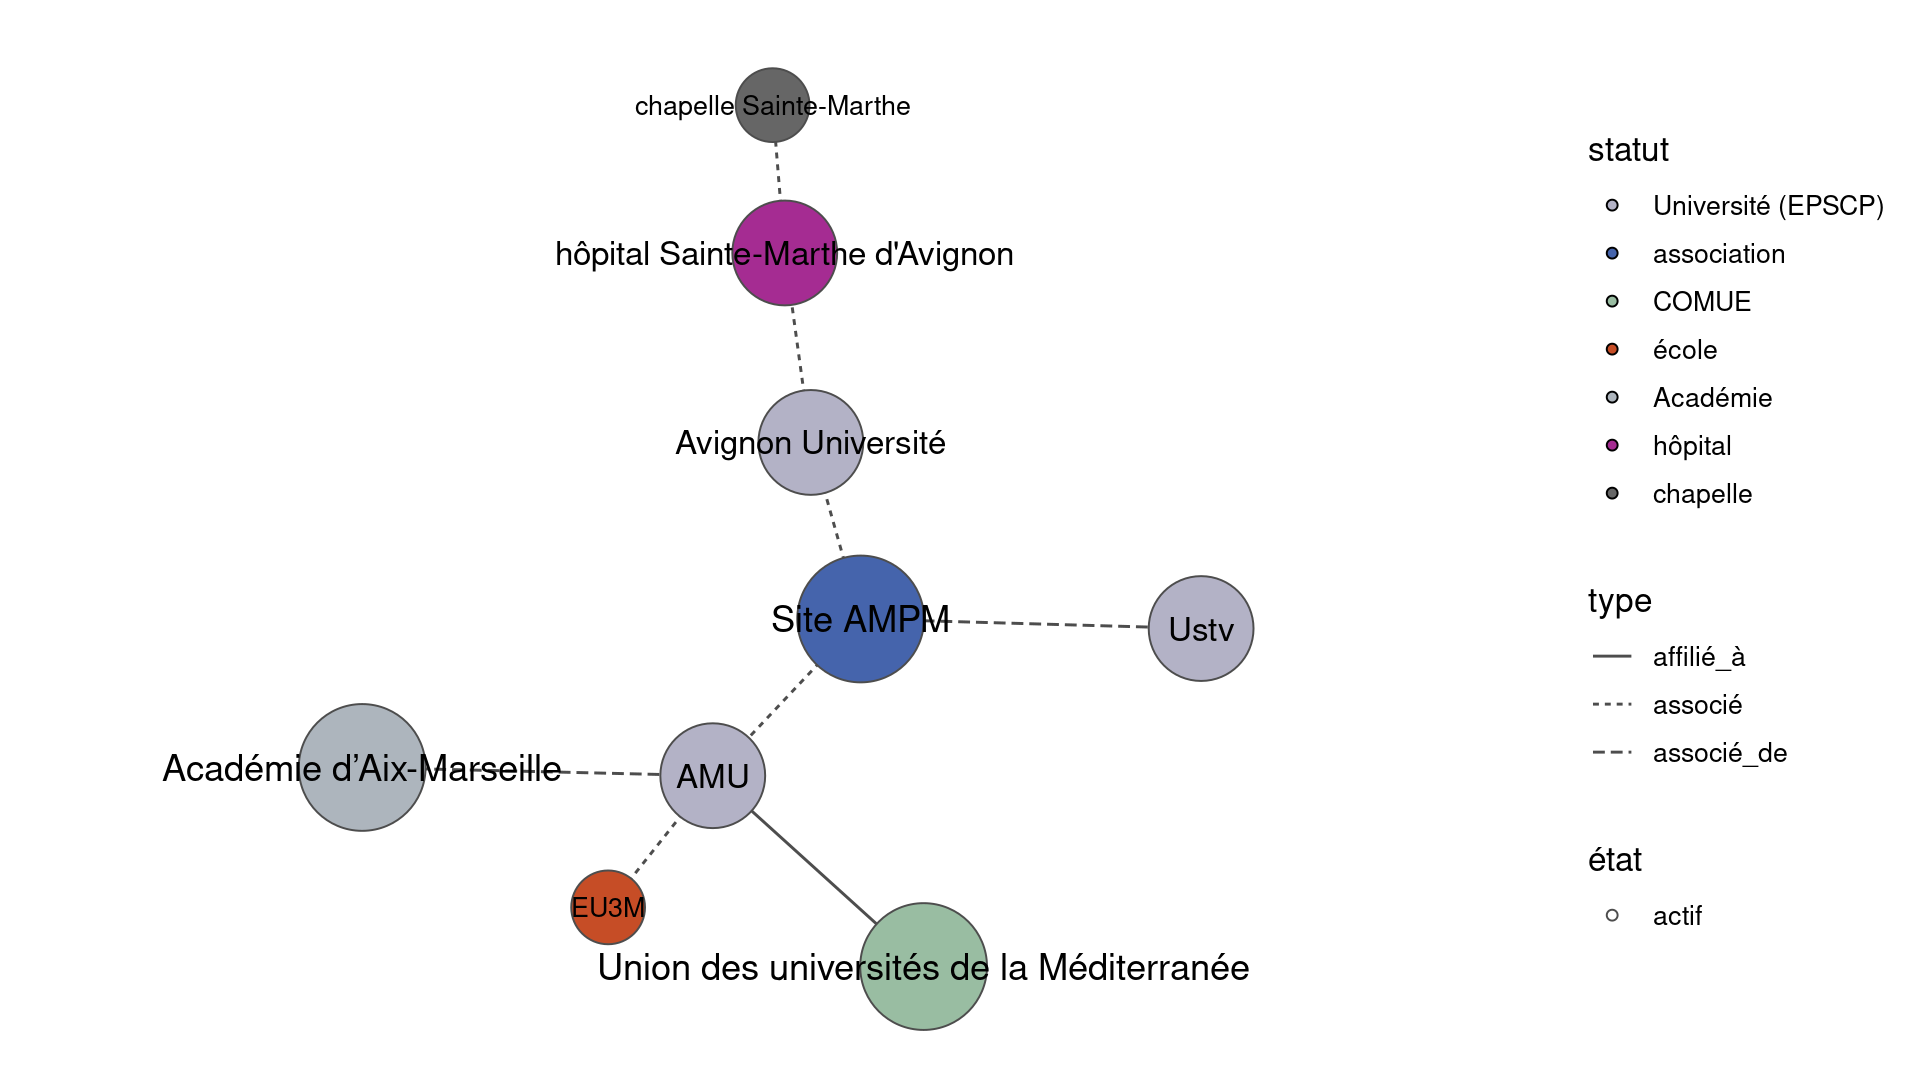 chapelle Sainte-Marthe
hôpital Sainte-Marthe d'Avignon
Avignon Université
Site AMPM
Ustv
Académie d’Aix-Marseille
AMU
EU3M
Union des universités de la Méditerranée
statut
Université (EPSCP)
association
COMUE
école
Académie
hôpital
chapelle
type
affilié_à
associé
associé_de
état
actif